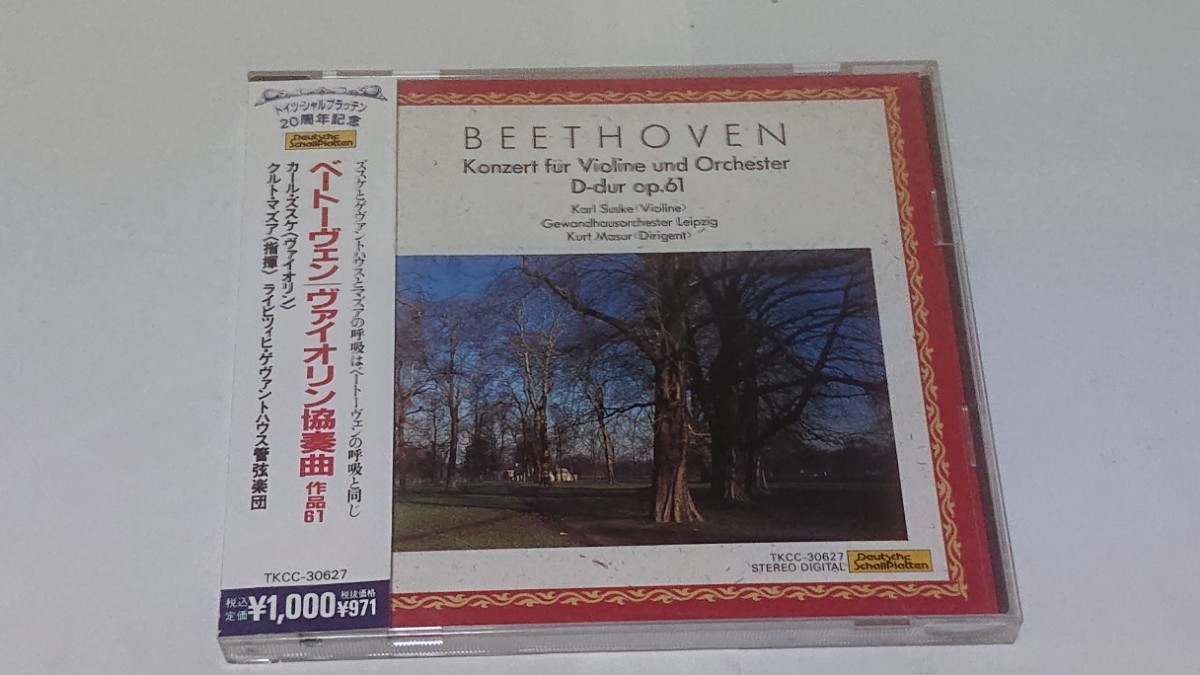 ドイツ・シャルプラッテン
20周年記念
Deutsche
SchallPlatten
ズスケとゲヴァントハウスとマズアの呼吸はベートーヴェンの呼吸と同じ
ベートーヴェン|ヴァイオリン協奏曲 作品61
カール・ズスケ〈ヴァイオリン〉
クルト・マズア〈指揮〉 ライピツィヒ・ゲヴァントハウス管弦楽団
TKCC-30627
税込定価 ¥1,000 税抜価格 ¥971
BEETHOVEN
Konzert für Violine und Orchester
D-dur op.61
Karl Suske〈Violine〉
Gewandhausorchester Leipzig
Kurt Masur〈Dirigent〉
TKCC-30627
STEREO DIGITAL
Deutsche
SchallPlatten